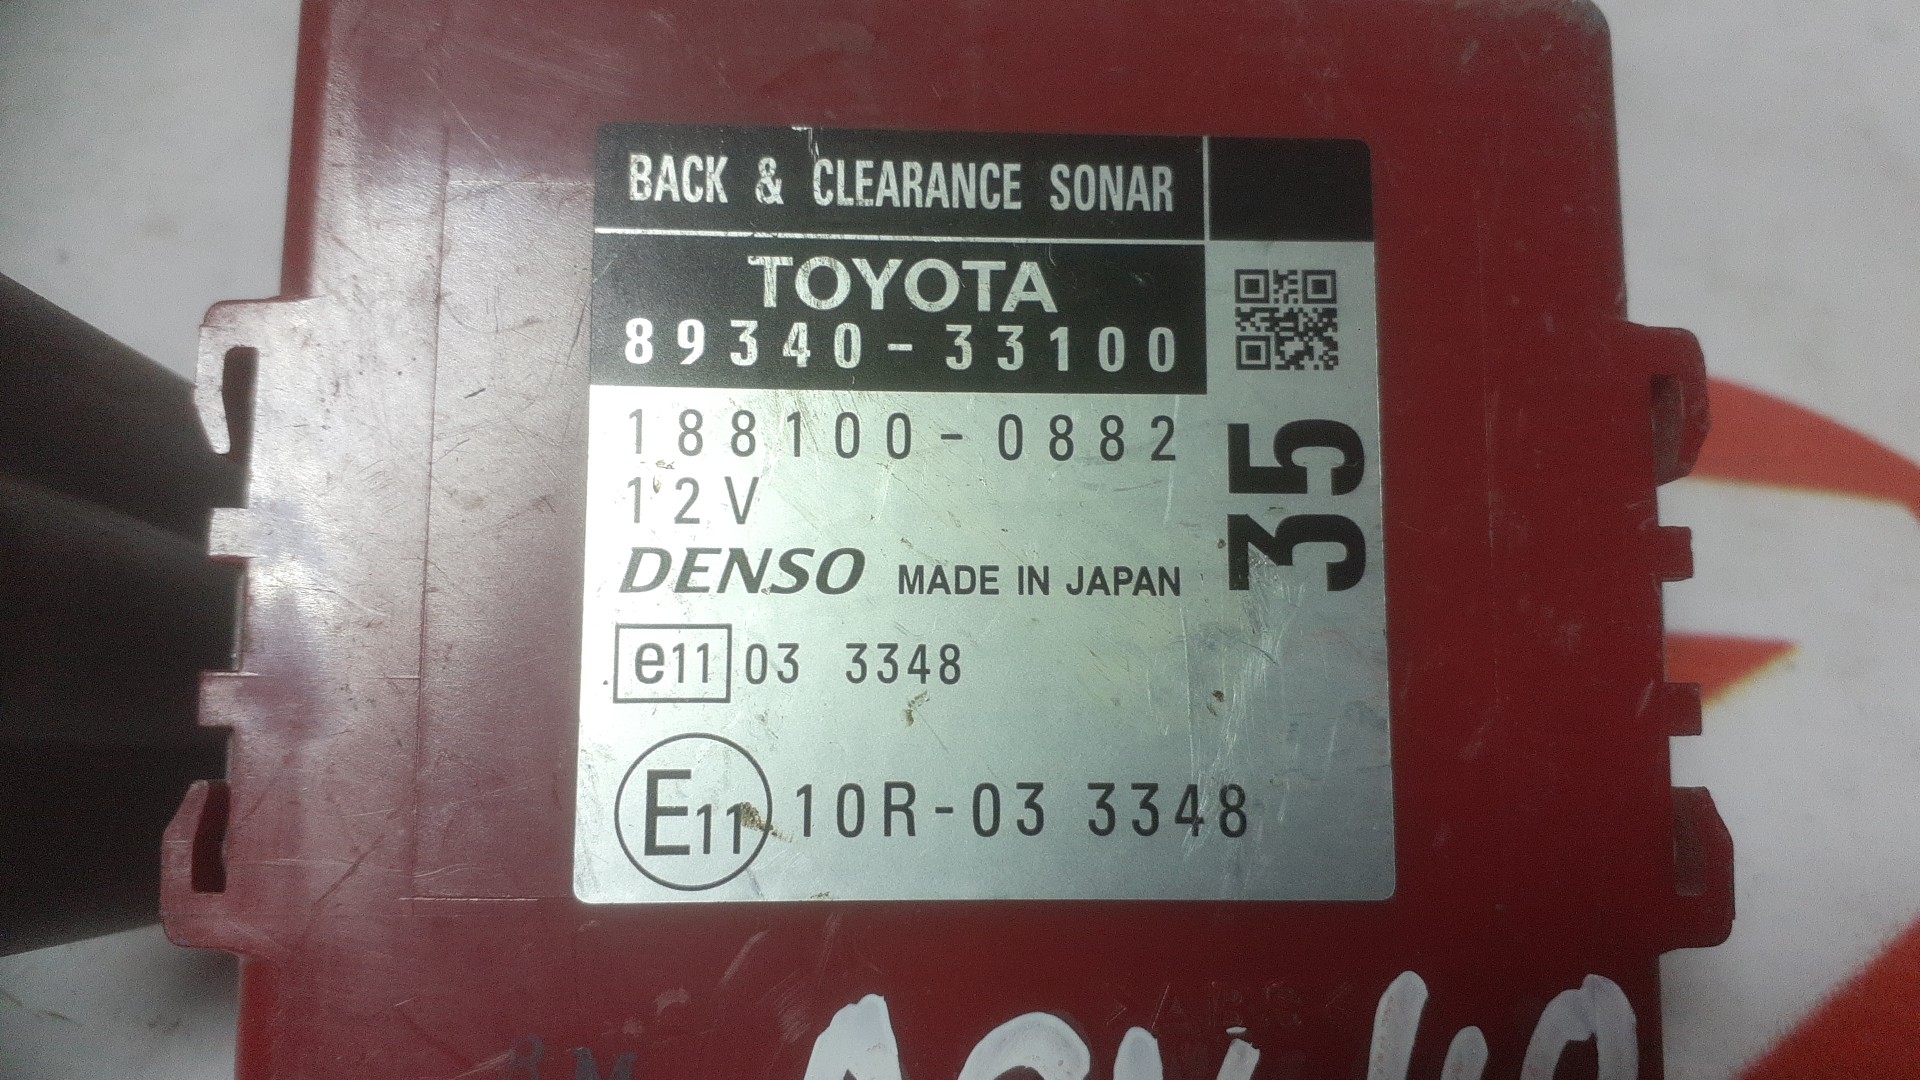 BACK & CLEARANCE SONAR
TOYOTA
89340-33100
188100-0882
12V
DENSO MADE IN JAPAN
35
e11 03 3348
E11 10R-03 3348